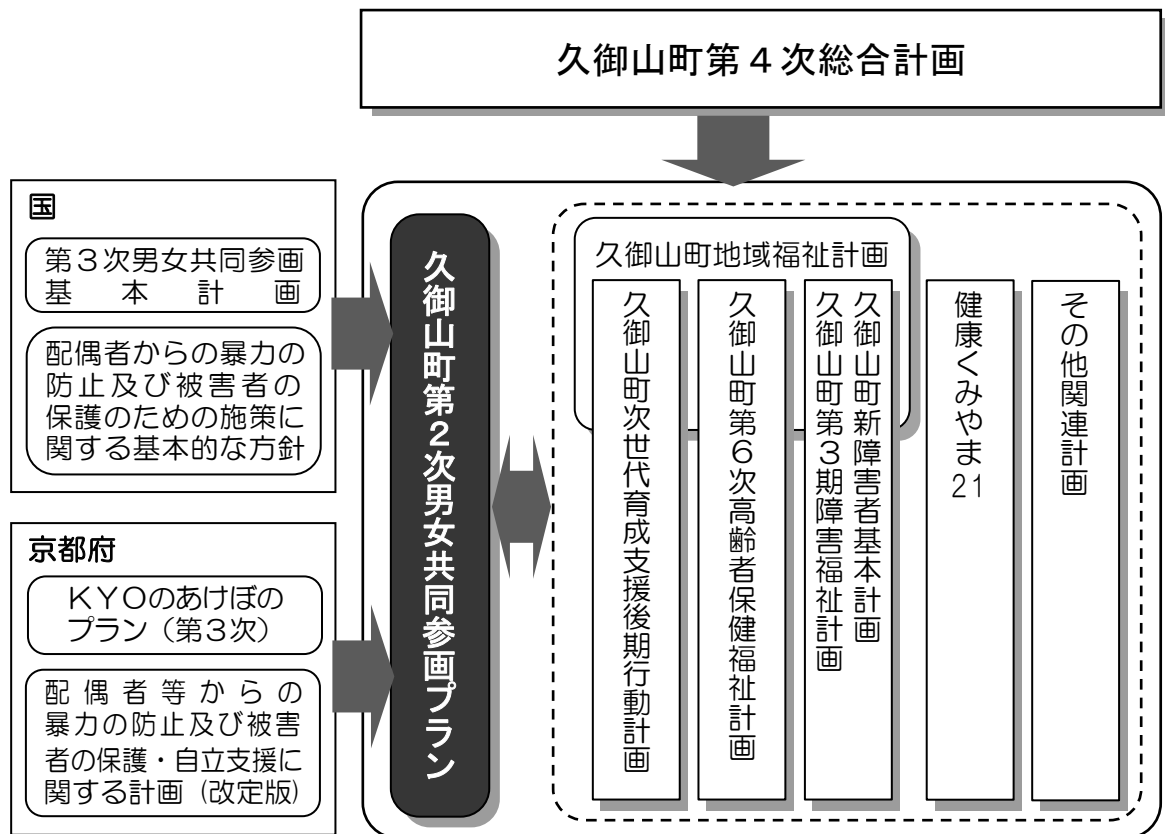 久御山町第４次総合計画
国
第３次男女共同参画
基本計画
配偶者からの暴力の
防止及び被害者の
保護のための施策に
関する基本的な方針
京都府
ＫＹＯのあけぼの
プラン（第３次）
配偶者等からの
暴力の防止及び被害
者の保護・自立支援に
関する計画（改定版）
久御山町第２次男女共同参画プラン
久御山町地域福祉計画
久御山町次世代育成支援後期行動計画
久御山町第６次高齢者保健福祉計画
久御山町新障害者基本計画
久御山町第３期障害福祉計画
健康くみやま21
その他関連計画